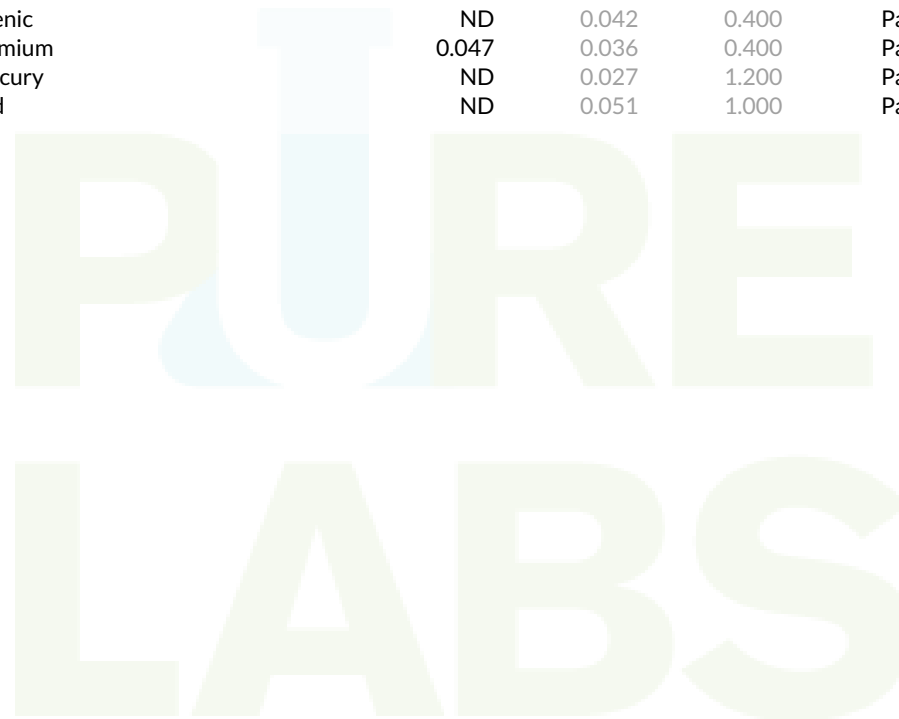 enic ND 0.042 0.400 Pa
mium 0.047 0.036 0.400 Pa
cury ND 0.027 1.200 Pa
d ND 0.051 1.000 Pa
PURE
LABS